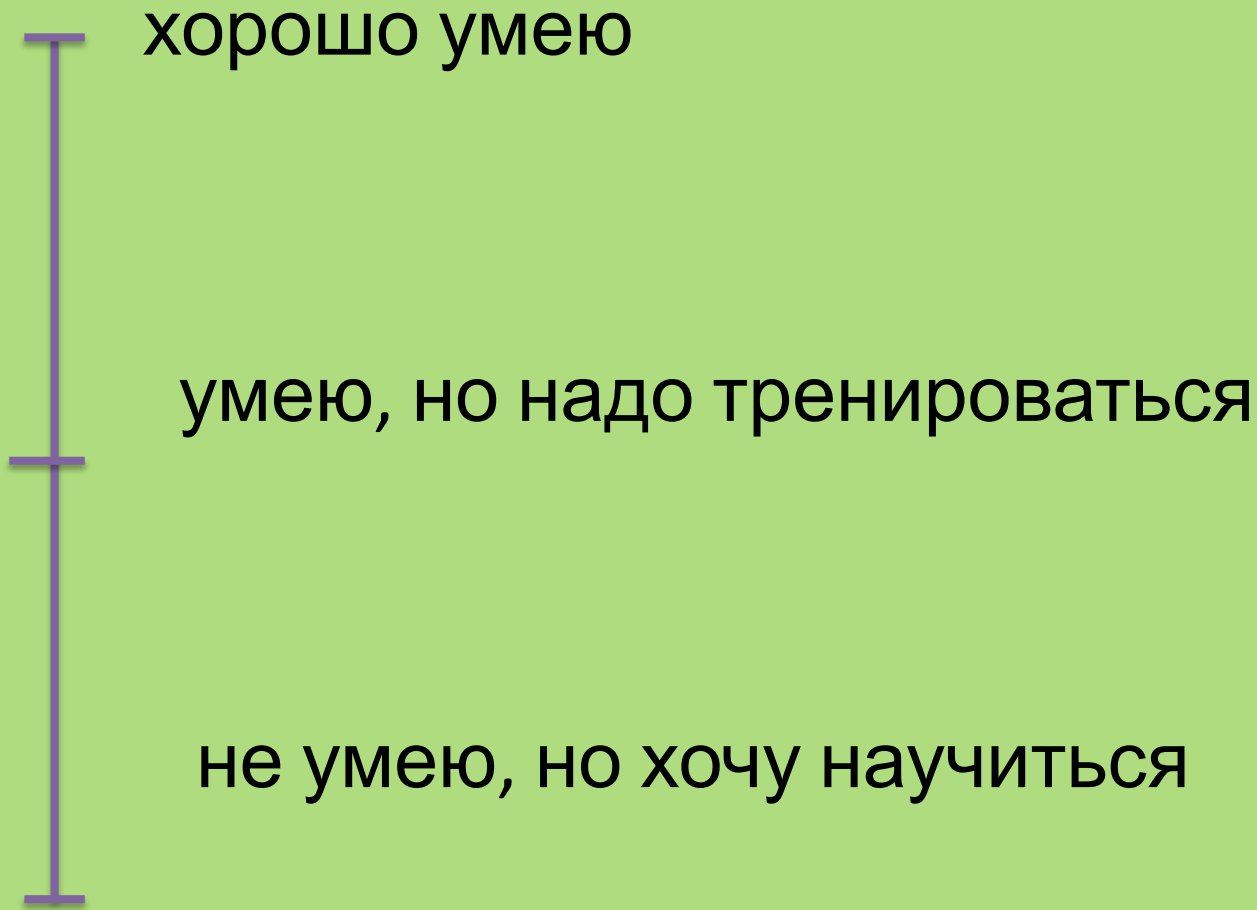 хорошо умею
умею, но надо тренироваться
не умею, но хочу научиться